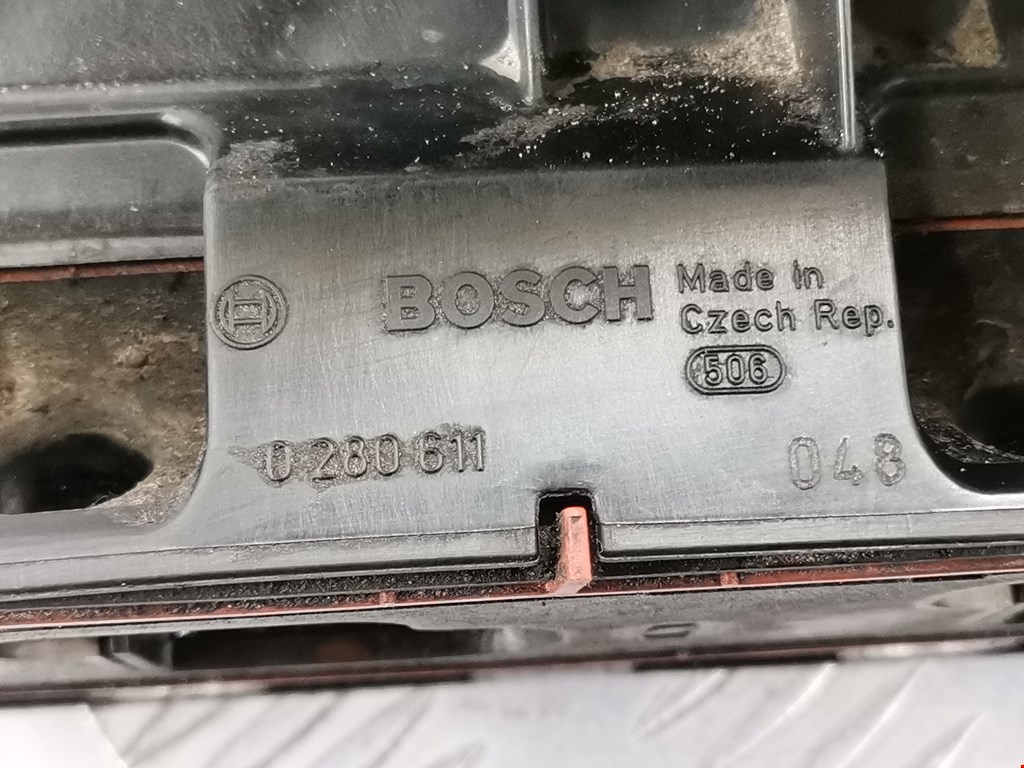 BOSCH
Made in
Czech Rep.
506
0 280 611 048